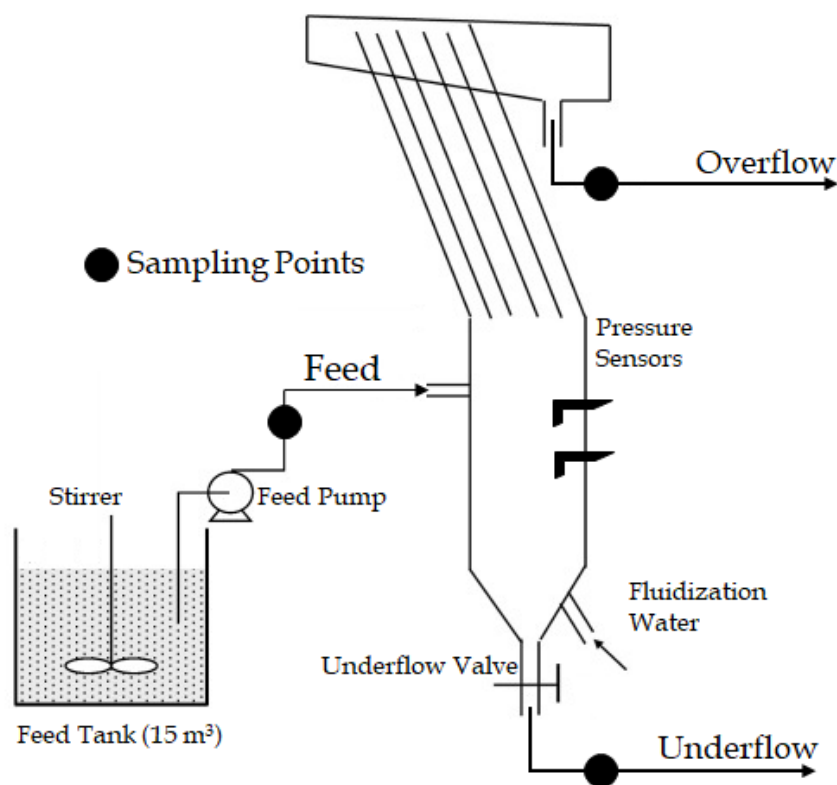 Overflow
Sampling Points
Pressure
Sensors
Feed
Stirrer
Feed Pump
Fluidization
Water
Underflow Valve
Feed Tank (15 m³)
Underflow